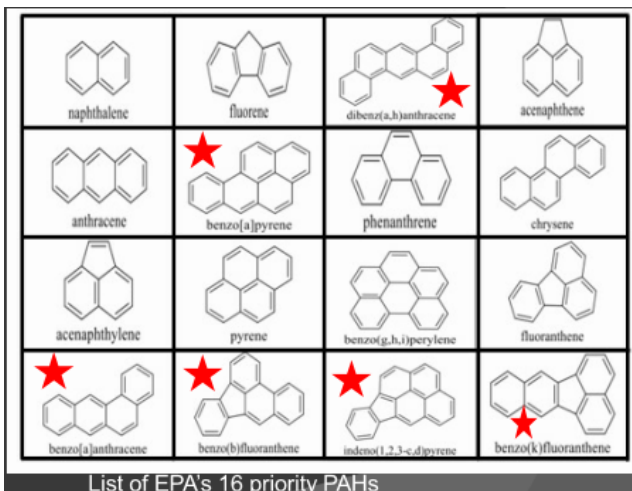 naphthalene
fluorene
dibenz(a,h)anthracene
acenaphthene
anthracene
benzo[a]pyrene
phenanthrene
chrysene
acenaphthylene
pyrene
benzo(g,h,i)perylene
fluoranthene
benzo[a]anthracene
benzo(b)fluoranthene
indeno(1,2,3-c,d)pyrene
benzo(k)fluoranthene
List of EPA's 16 priority PAHs